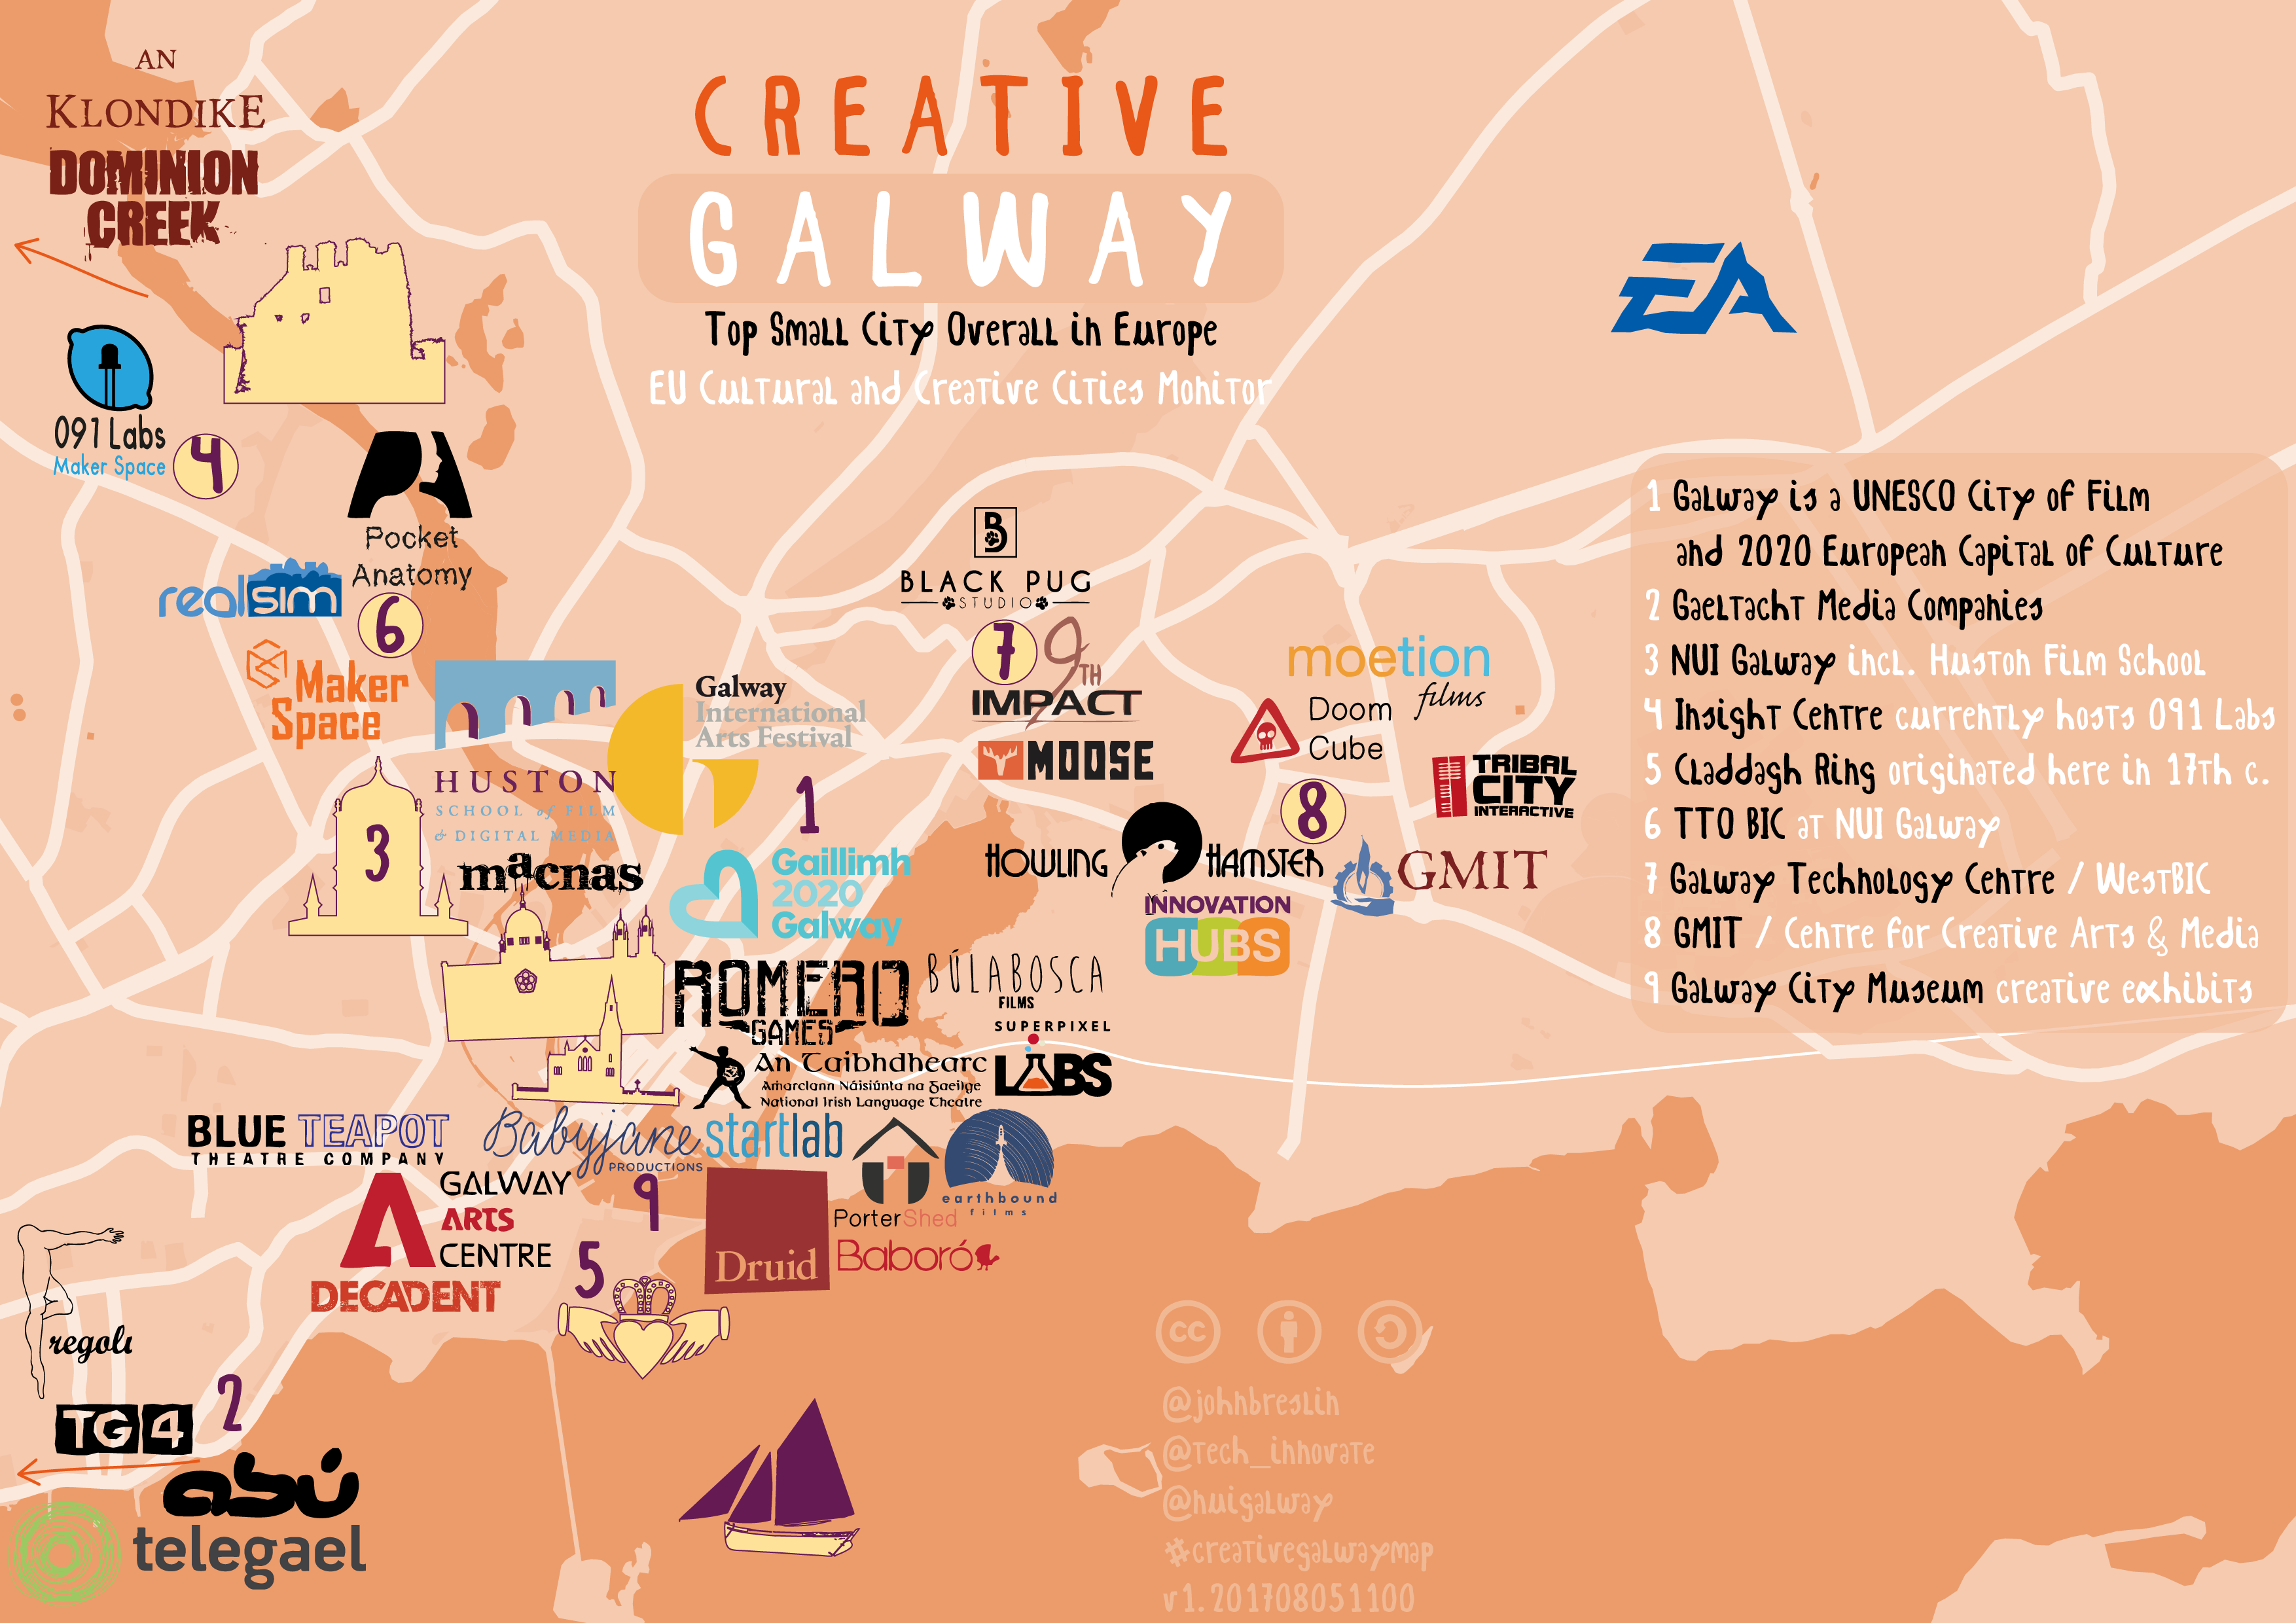 CREATIVE
GALWAY
Top Small City Overall in Europe
EU Cultural and Creative Cities Monitor
AN
KLONDIKE
DOMINION
CREEK
091 Labs
Maker Space
4
Pocket
Anatomy
realsim
6
Maker
Space
HUSTON
SCHOOL of FILM
& DIGITAL MEDIA
3
macnas
Galway
International
Arts Festival
1
Gaillimh
2020
Galway
B
BLACK PUG
STUDIO
7
9TH
IMPACT
MOOSE
moetion
films
Doom
Cube
TRIBAL
CITY
INTERACTIVE
8
HOWLING HAMSTER
GMIT
INNOVATION
HUBS
EA
ROMERO
GAMES
BÚLABOSCA
FILMS
SUPERPIXEL
LABS
An Taibhdhearc
Amharclann Náisiúnta na Gaeilge
National Irish Language Theatre
BLUE TEAPOT
THEATRE COMPANY
Babyjane
PRODUCTIONS
startlab
PorterShed
earthbound
films
GALWAY
ARTS
CENTRE
DECADENT
9
Druid
Baboró
5
Fregoli
TG4
2
abú
telegael
1 Galway is a UNESCO City of Film
and 2020 European Capital of Culture
2 Gaeltacht Media Companies
3 NUI Galway incl. Huston Film School
4 Insight Centre currently hosts 091 Labs
5 Claddagh Ring originated here in 17th c.
6 TTO BIC at NUI Galway
7 Galway Technology Centre / WestBIC
8 GMIT / Centre for Creative Arts & Media
9 Galway City Museum creative exhibits
cc
@johnbreslin
@tech_innovate
@nuigalway
#creativegalwaymap
v1.201708051100